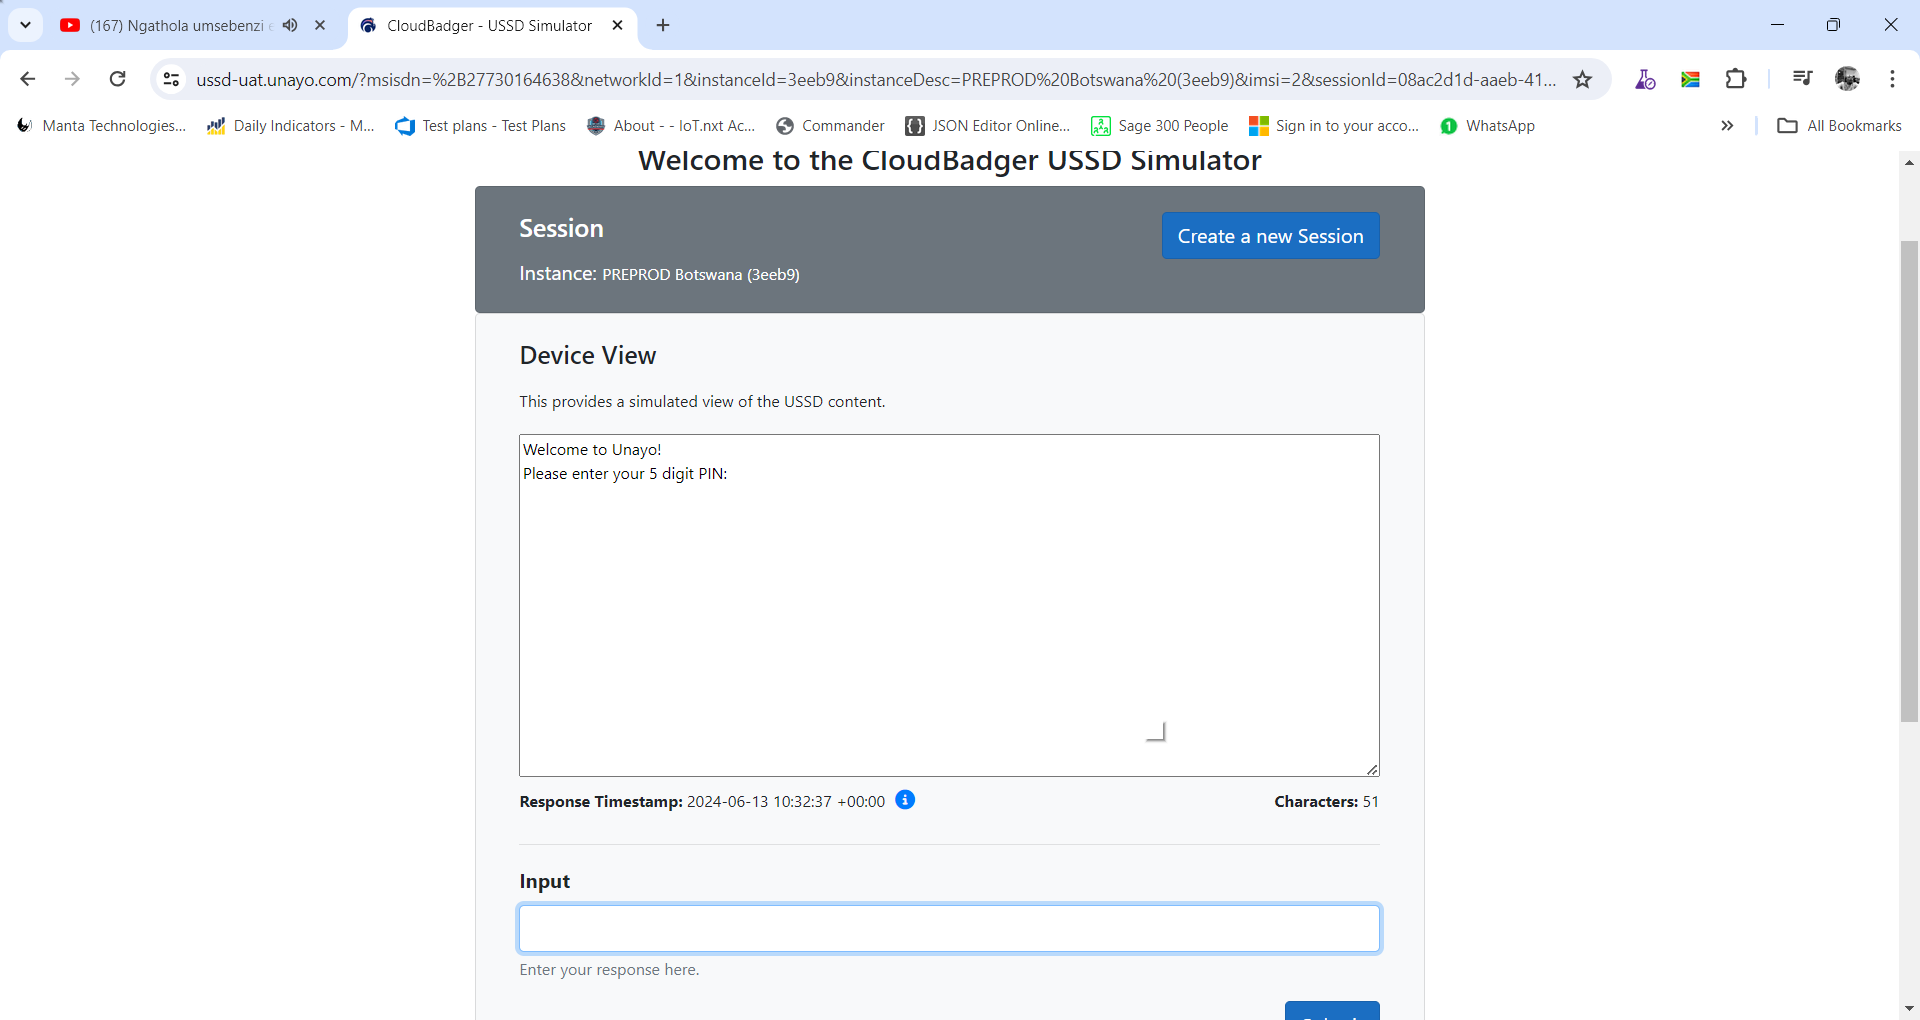 (167) Ngathola umsebenzi e
CloudBadger - USSD Simulator
ussd-uat.unayo.com/?msisdn=%2B27730164638&networkId=1&instanceId=3eeb9&instanceDesc=PREPROD%20Botswana%20(3eeb9)&imsi=2&sessionId=08ac2d1d-aaeb-41...
Manta Technologies... Daily Indicators - M... Test plans - Test Plans About - - IoT.nxt Ac... Commander JSON Editor Online... Sage 300 People Sign in to your acco... 1 WhatsApp » All Bookmarks
Welcome to the CloudBadger USSD Simulator
Session
Create a new Session
Instance: PREPROD Botswana (3eeb9)
Device View
This provides a simulated view of the USSD content.
Welcome to Unayo!
Please enter your 5 digit PIN:
Response Timestamp: 2024-06-13 10:32:37 +00:00
Characters: 51
Input
Enter your response here.